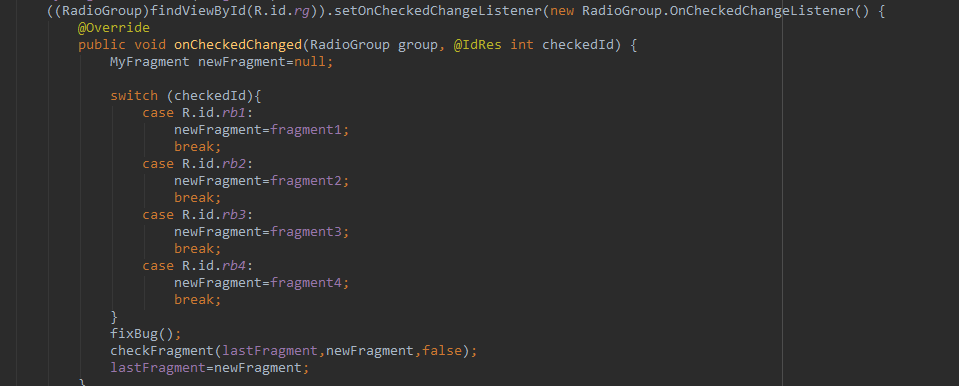 ((RadioGroup)findViewById(R.id.rg)).setOnCheckedChangeListener(new RadioGroup.OnCheckedChangeListener() {
@Override
public void onCheckedChanged(RadioGroup group, @IdRes int checkedId) {
MyFragment newFragment=null;
switch (checkedId){
case R.id.rb1:
newFragment=fragment1;
break;
case R.id.rb2:
newFragment=fragment2;
break;
case R.id.rb3:
newFragment=fragment3;
break;
case R.id.rb4:
newFragment=fragment4;
break;
}
fixBug();
checkFragment(lastFragment,newFragment,false);
lastFragment=newFragment;
}